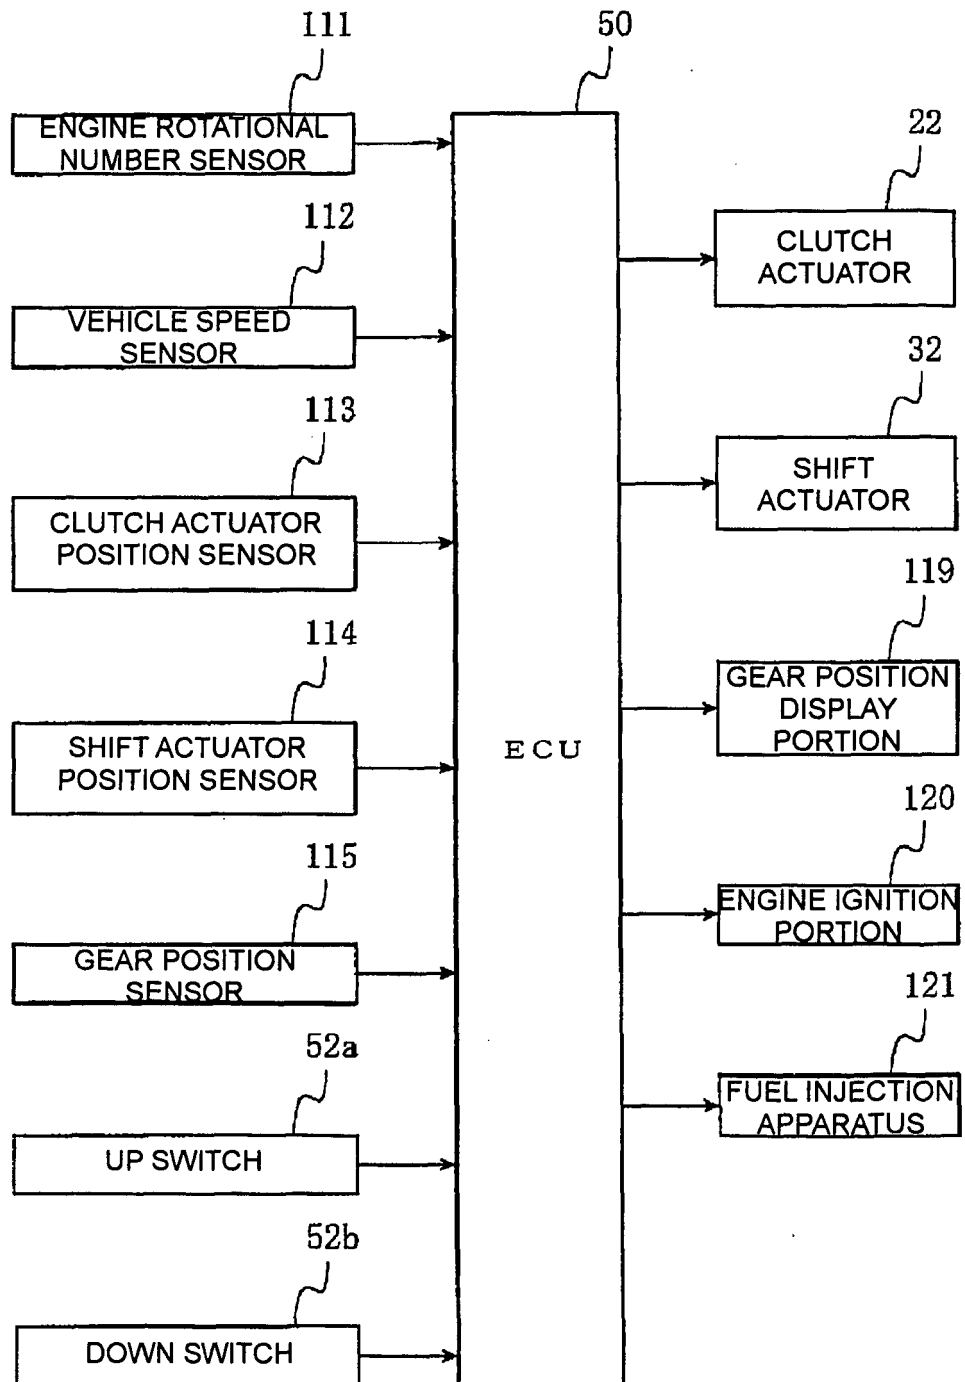 111
ENGINE ROTATIONAL
NUMBER SENSOR
112
VEHICLE SPEED
SENSOR
113
CLUTCH ACTUATOR
POSITION SENSOR
114
SHIFT ACTUATOR
POSITION SENSOR
115
GEAR POSITION
SENSOR
52a
UP SWITCH
52b
DOWN SWITCH
50
ECU
22
CLUTCH
ACTUATOR
32
SHIFT
ACTUATOR
119
GEAR POSITION
DISPLAY
PORTION
120
ENGINE IGNITION
PORTION
121
FUEL INJECTION
APPARATUS